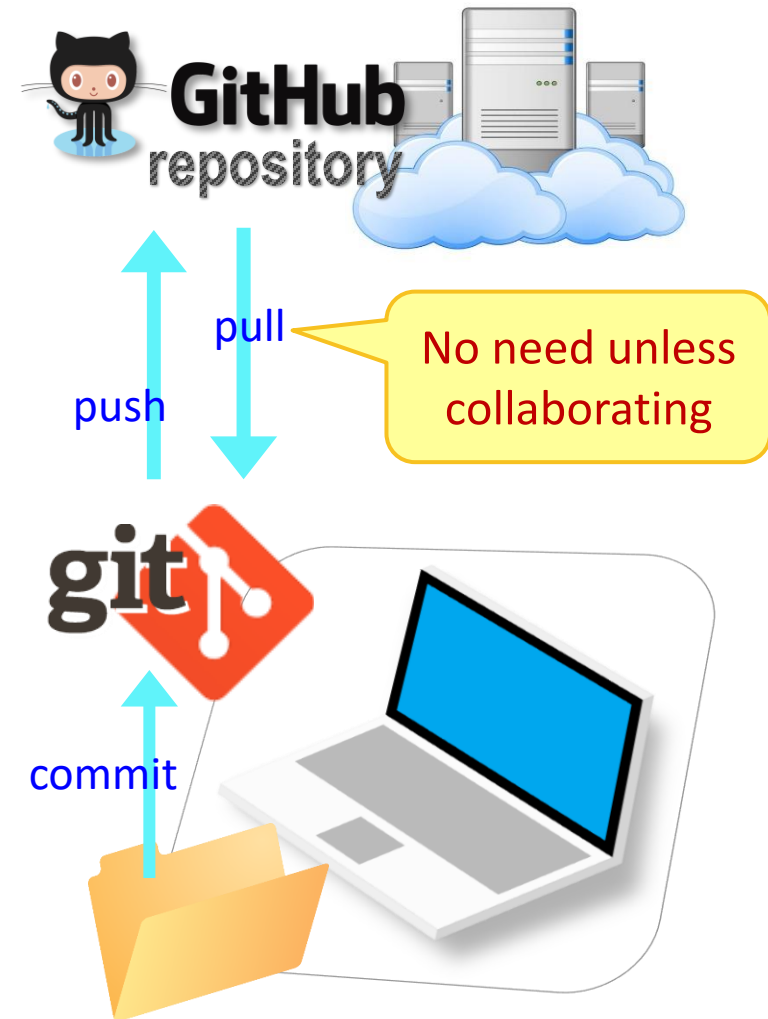 GitHub
repository
pull
No need unless
collaborating
push
git
commit